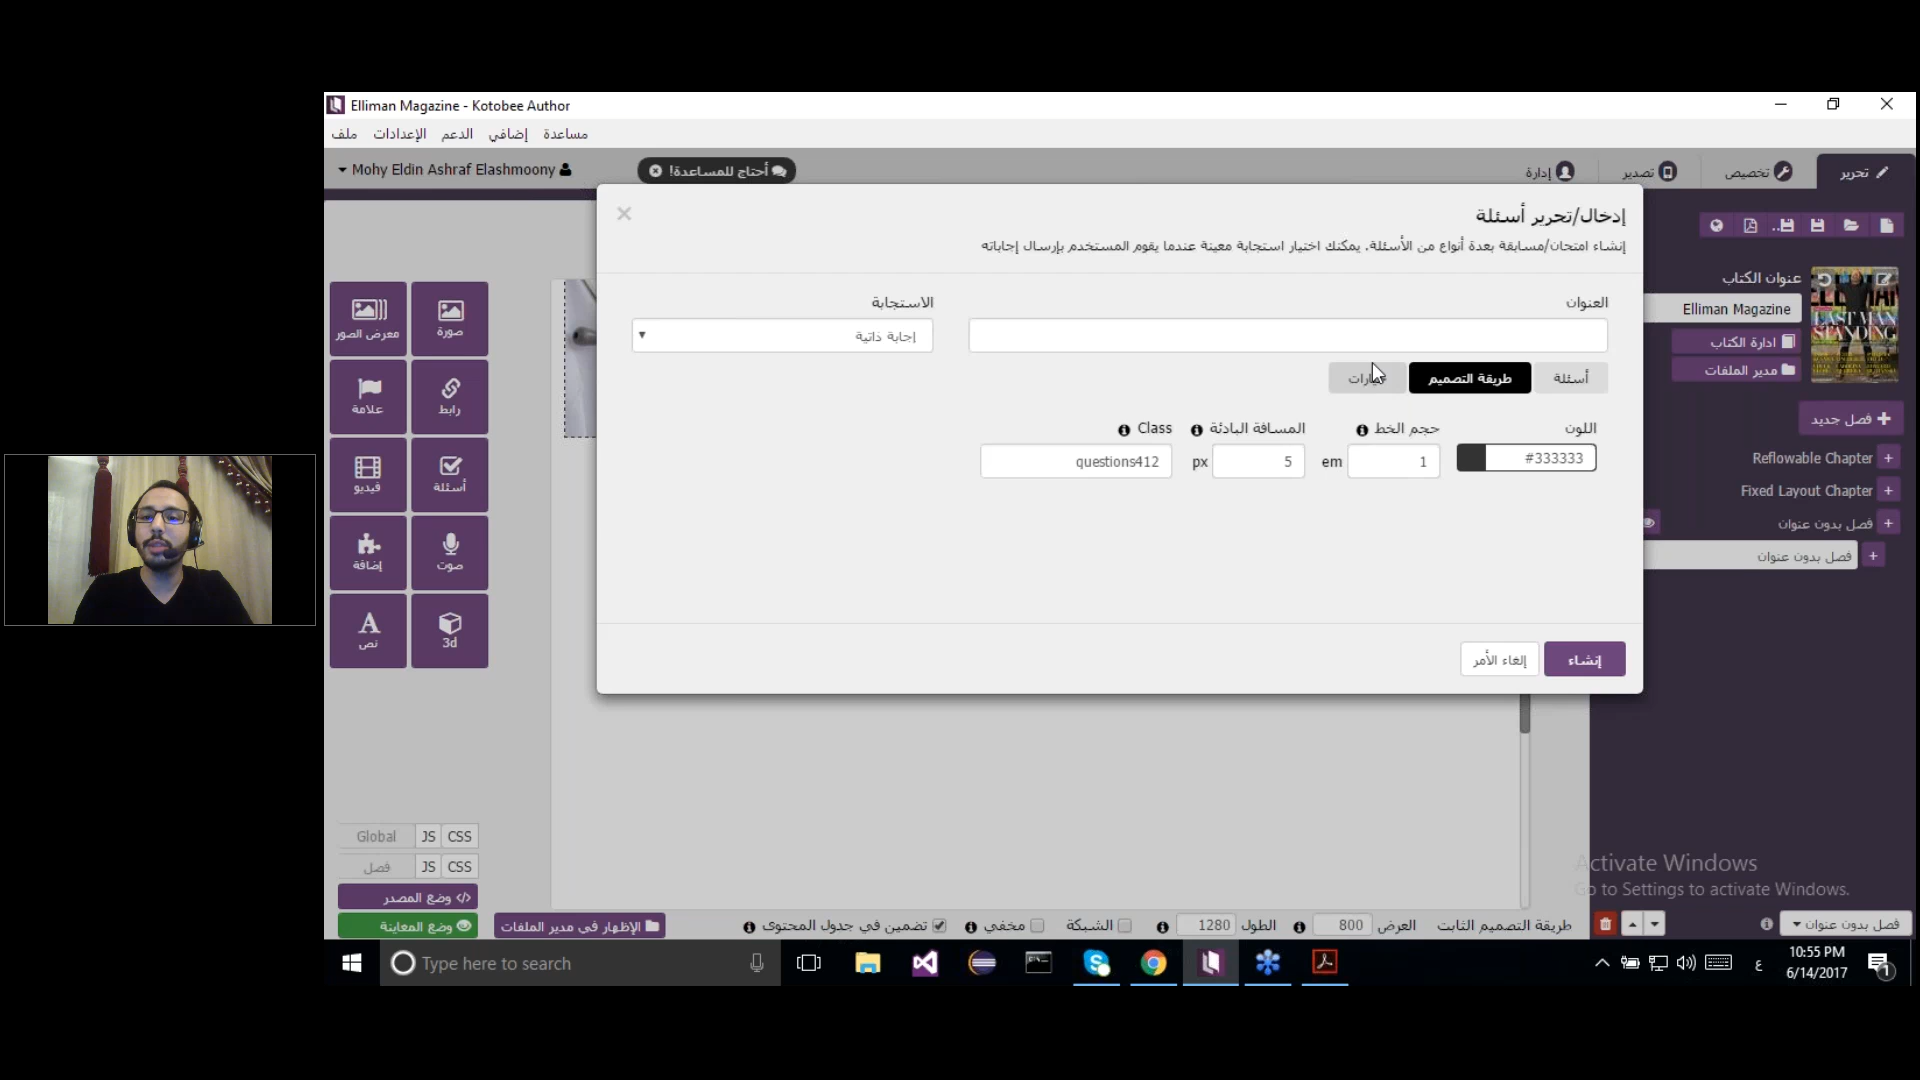 Elliman Magazine - Kotobee Author
ملف الإعدادات الدعم إضافي مساعدة
Mohy Eldin Ashraf Elashmoony
أحتاج للمساعدة!
إدارة
تصدير
تخصيص
تحرير
إدخال/تحرير أسئلة
إنشاء امتحان/مسابقة بعدة أنواع من الأسئلة. يمكنك اختيار استجابة معينة عندما يقوم المستخدم بإرسال إجاباته
العنوان
الاستجابة
إجابة ذاتية
أسئلة
طريقة التصميم
اللون
حجم الخط
المسافة البادئة
Class
#333333
1 em
5 px
questions412
إنشاء
إلغاء الأمر
عنوان الكتاب
Elliman Magazine
ادارة الكتاب
مدير الملفات
LAST MAN
STANDING
فصل جديد
Reflowable Chapter
Fixed Layout Chapter
فصل بدون عنوان
فصل بدون عنوان
صورة
معرض الصور
رابط
علامة
أسئلة
فيديو
صوت
إضافة
3d
A
نص
Global JS CSS
فصل JS CSS
</> وضع المصدر
وضع المعاينة
الإظهار في مدير الملفات
طريقة التصميم الثابت
العرض 800
الطول 1280
الشبكة
مخفي
تضمين في جدول المحتوى
فصل بدون عنوان
Activate Windows
Go to Settings to activate Windows.
Type here to search
ع
10:55 PM
6/14/2017
1